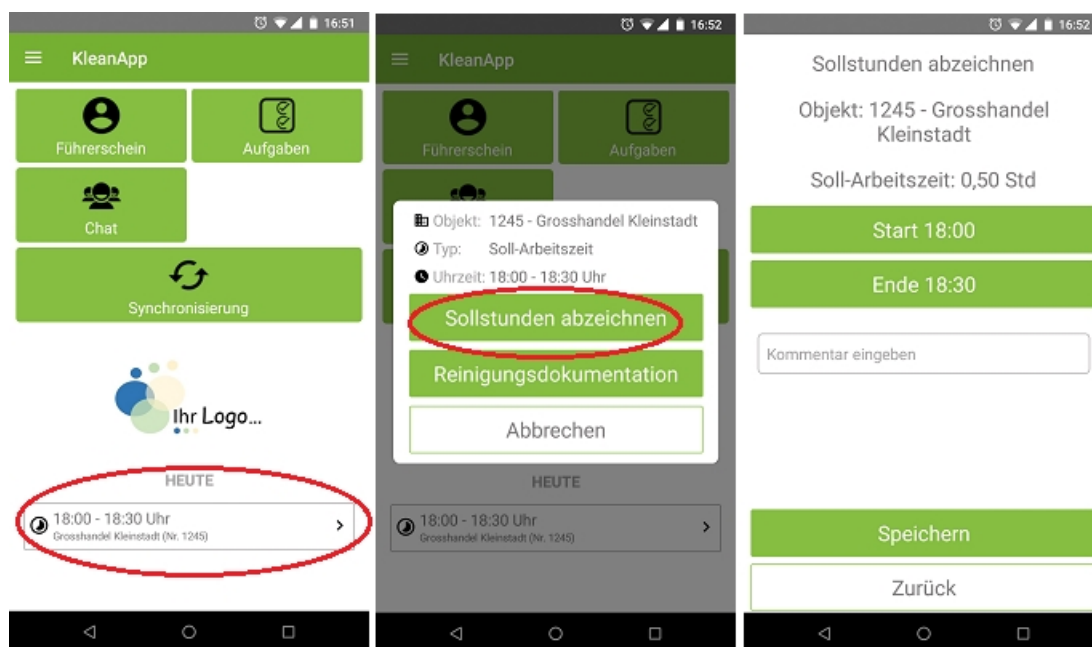 16:51
KleanApp
Führerschein
Aufgaben
Chat
Synchronisierung
Ihr Logo...
HEUTE
18:00 - 18:30 Uhr
Grosshandel Kleinstadt (Nr. 1245)
16:52
KleanApp
Führerschein
Aufgaben
Objekt: 1245 - Grosshandel Kleinstadt
Typ: Soll-Arbeitszeit
Uhrzeit: 18:00 - 18:30 Uhr
Sollstunden abzeichnen
Reinigungsdokumentation
Abbrechen
HEUTE
18:00 - 18:30 Uhr
Grosshandel Kleinstadt (Nr. 1245)
16:52
Sollstunden abzeichnen
Objekt: 1245 - Grosshandel
Kleinstadt
Soll-Arbeitszeit: 0,50 Std
Start 18:00
Ende 18:30
Kommentar eingeben
Speichern
Zurück